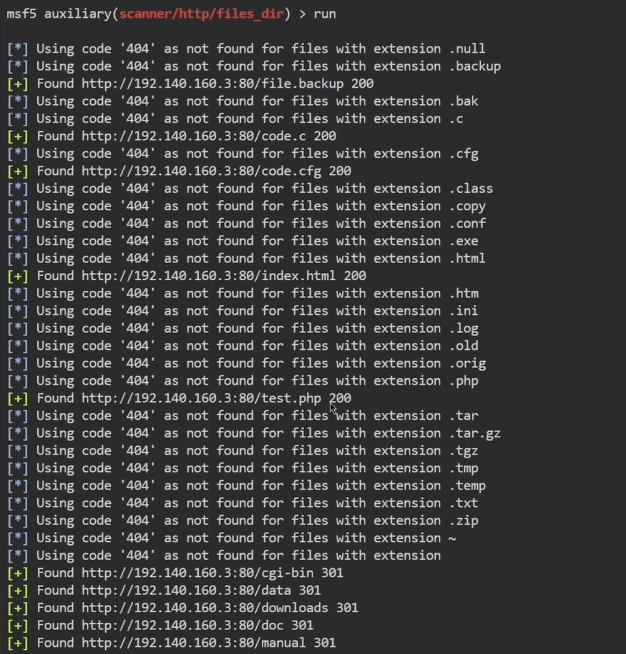 msf5 auxiliary(scanner/http/files_dir) > run
[*] Using code '404' as not found for files with extension .null
[*] Using code '404' as not found for files with extension .backup
[+] Found http://192.140.160.3:80/file.backup 200
[*] Using code '404' as not found for files with extension .bak
[*] Using code '404' as not found for files with extension .c
[+] Found http://192.140.160.3:80/code.c 200
[*] Using code '404' as not found for files with extension .cfg
[+] Found http://192.140.160.3:80/code.cfg 200
[*] Using code '404' as not found for files with extension .class
[*] Using code '404' as not found for files with extension .copy
[*] Using code '404' as not found for files with extension .conf
[*] Using code '404' as not found for files with extension .exe
[*] Using code '404' as not found for files with extension .html
[+] Found http://192.140.160.3:80/index.html 200
[*] Using code '404' as not found for files with extension .htm
[*] Using code '404' as not found for files with extension .ini
[*] Using code '404' as not found for files with extension .log
[*] Using code '404' as not found for files with extension .old
[*] Using code '404' as not found for files with extension .orig
[*] Using code '404' as not found for files with extension .php
[+] Found http://192.140.160.3:80/test.php 200
[*] Using code '404' as not found for files with extension .tar
[*] Using code '404' as not found for files with extension .tar.gz
[*] Using code '404' as not found for files with extension .tgz
[*] Using code '404' as not found for files with extension .tmp
[*] Using code '404' as not found for files with extension .temp
[*] Using code '404' as not found for files with extension .txt
[*] Using code '404' as not found for files with extension .zip
[*] Using code '404' as not found for files with extension ~
[*] Using code '404' as not found for files with extension
[+] Found http://192.140.160.3:80/cgi-bin 301
[+] Found http://192.140.160.3:80/data 301
[+] Found http://192.140.160.3:80/downloads 301
[+] Found http://192.140.160.3:80/doc 301
[+] Found http://192.140.160.3:80/manual 301